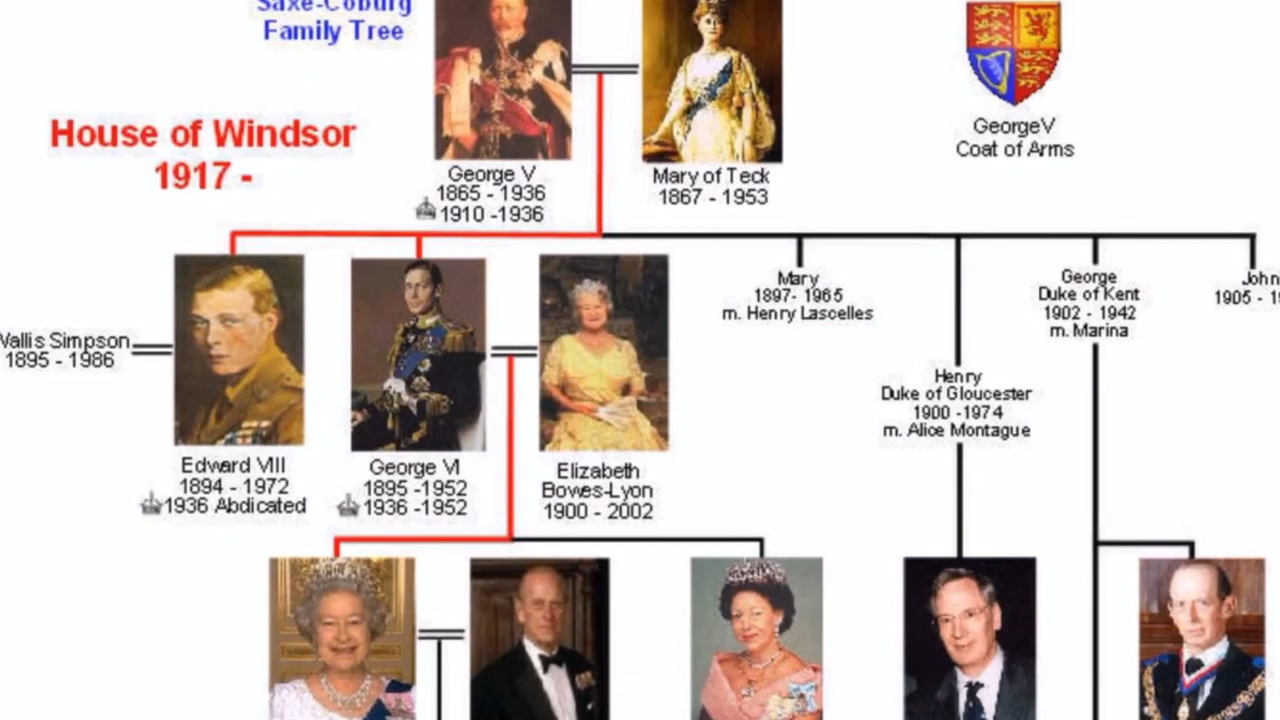 Saxe-Coburg
Family Tree
House of Windsor
1917 -
George V
1865 - 1936
1910 -1936
Mary of Teck
1867 - 1953
GeorgeV
Coat of Arms
Wallis Simpson
1895 - 1986
Edward VIII
1894 - 1972
1936 Abdicated
George VI
1895 -1952
1936 -1952
Elizabeth
Bowes-Lyon
1900 - 2002
Mary
1897- 1965
m. Henry Lascelles
Henry
Duke of Gloucester
1900 -1974
m. Alice Montague
George
Duke of Kent
1902 - 1942
m. Marina
John
1905 - 19